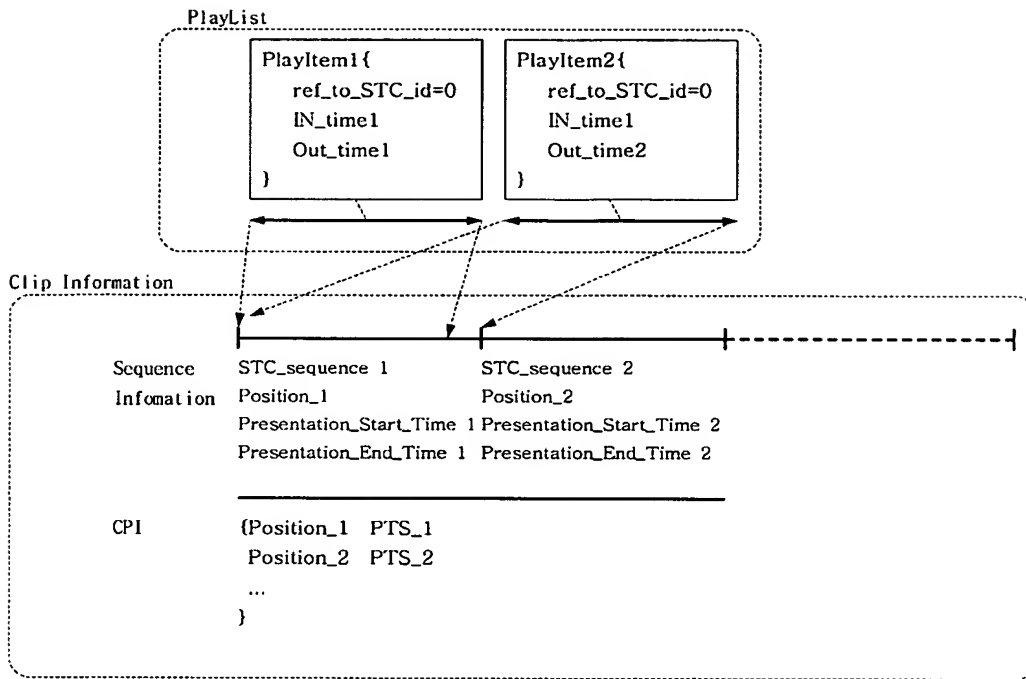 PlayList
PlayItem1{
ref_to_STC_id=0
IN_time1
Out_time1
}
PlayItem2{
ref_to_STC_id=0
IN_time1
Out_time2
}
Clip Information
Sequence
Infomation
STC_sequence 1
Position_1
Presentation_Start_Time 1
Presentation_End_Time 1
STC_sequence 2
Position_2
Presentation_Start_Time 2
Presentation_End_Time 2
CPI
{Position_1 PTS_1
Position_2 PTS_2
...
}